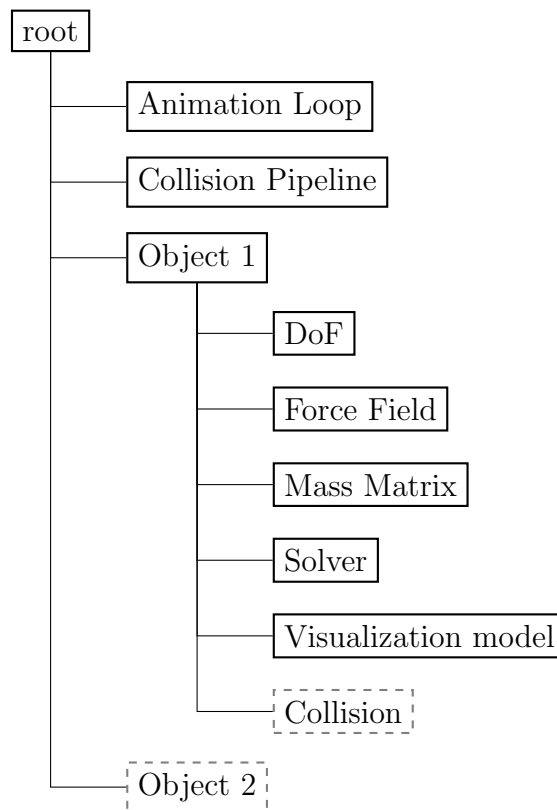 root
Animation Loop
Collision Pipeline
Object 1
DoF
Force Field
Mass Matrix
Solver
Visualization model
Collision
Object 2